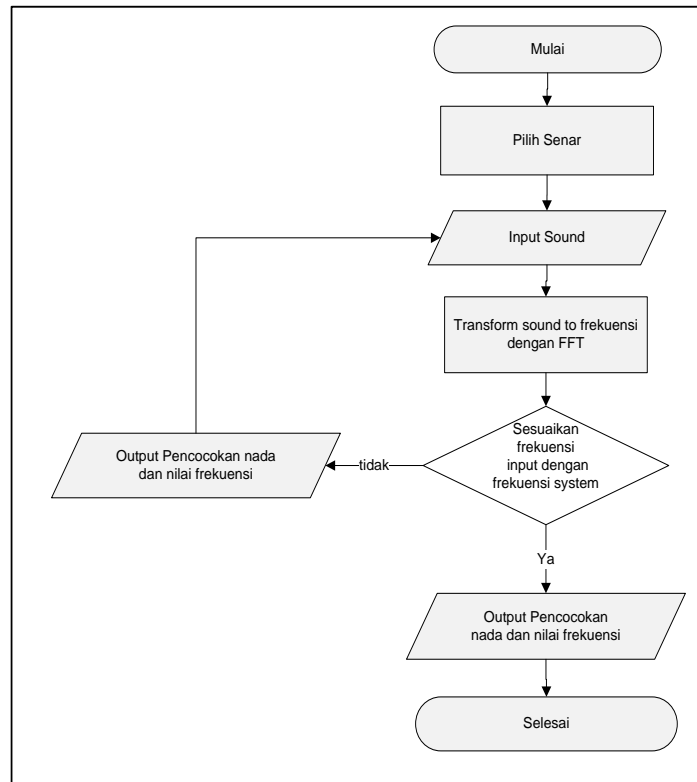 Mulai
Pilih Senar
Input Sound
Transform sound to frekuensi
dengan FFT
Sesuaikan
frekuensi
input dengan
frekuensi system
tidak
Output Pencocokan nada
dan nilai frekuensi
Ya
Output Pencocokan
nada dan nilai frekuensi
Selesai